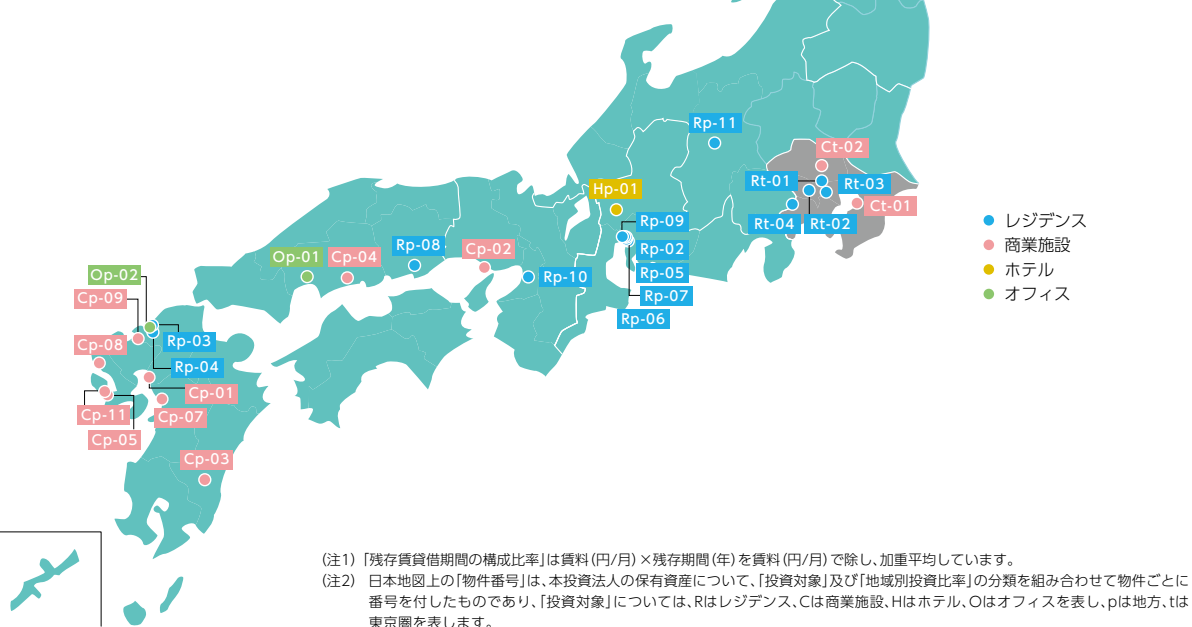 Rp-11
Ct-02
Rt-01
Rt-03
Hp-01
Ct-01
Rp-09
Rt-04
Rt-02
レジデンス
Rp-08
Cp-02
Rp-02
商業施設
Op-01
Cp-04
Op-02
Rp-10
Rp-05
ホテル
Cp-09
Rp-07
オフィス
Rp-06
Rp-03
Cp-08
Rp-04
Cp-01
Cp-11
Cp-07
Cp-05
Cp-03
(注1)「残存賃貸借期間の構成比率」は賃料(円/月)×残存期間(年)を賃料(円/月)で除し、加重平均しています。
(注2) 日本地図上の「物件番号」は、本投資法人の保有資産について、「投資対象」及び「地域別投資比率」の分類を組み合わせて物件ごとに
番号を付したものであり、「投資対象」については、Rはレジデンス、Cは商業施設、Hはホテル、Oはオフィスを表し、pは地方、tは
東京圏を表します。